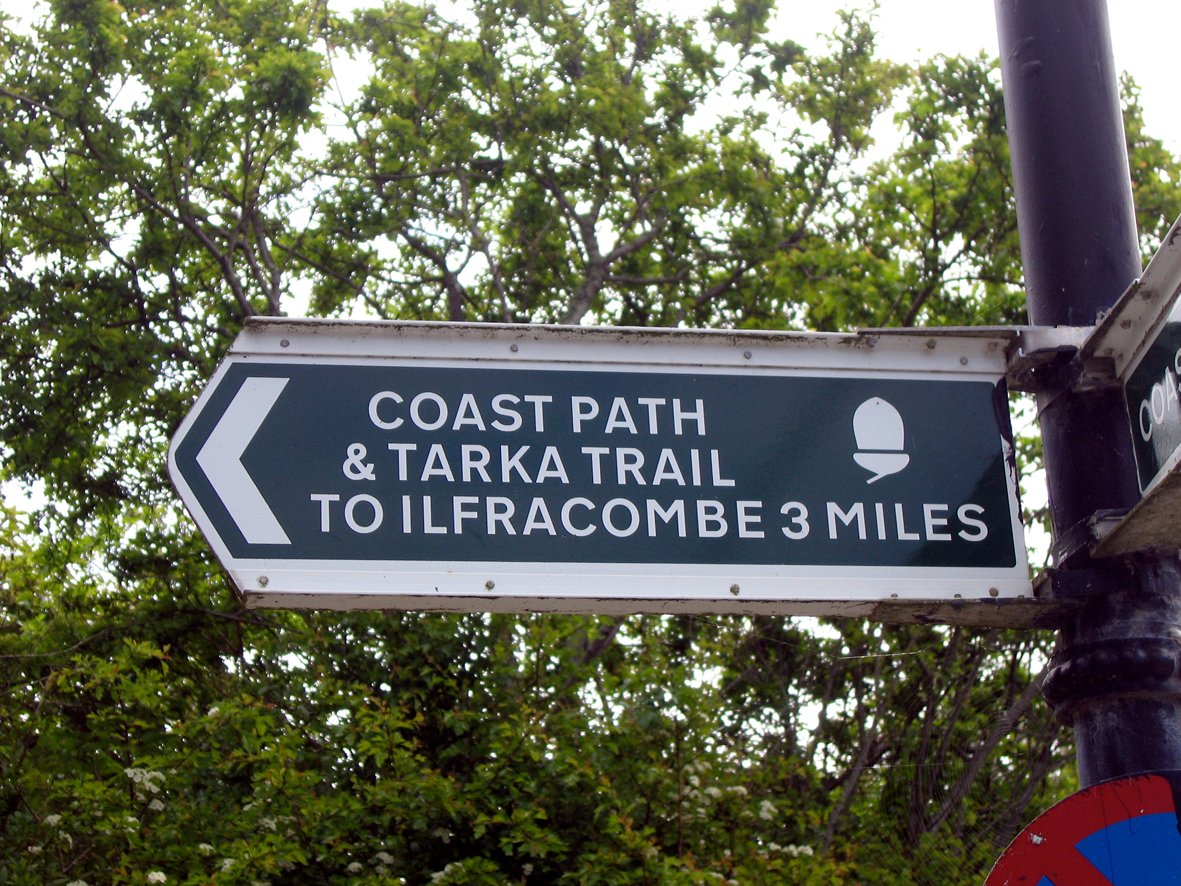 COAST PATH
& TARKA TRAIL
TO ILFRACOMBE 3 MILES